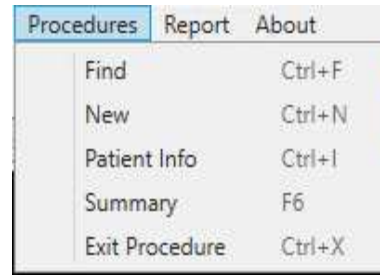 Procedures Report About
Find Ctrl+F
New Ctrl+N
Patient Info Ctrl+I
Summary F6
Exit Procedure Ctrl+X